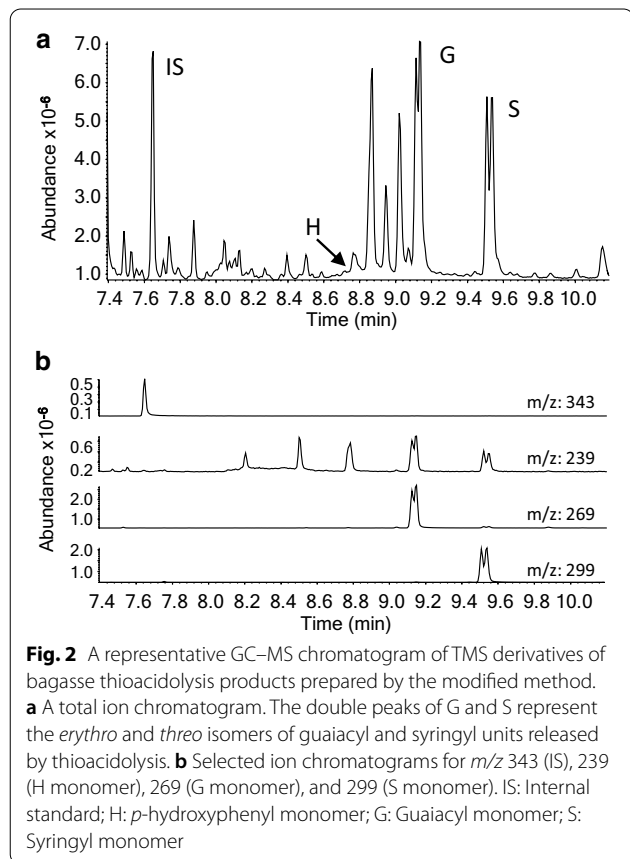 a
7.0
6.0
5.0
4.0
3.0
2.0
1.0
Abundance x10-6
IS
H
G
S
7.4 7.6 7.8 8.0 8.2 8.4 8.6 8.8 9.0 9.2 9.4 9.6 9.8 10.0
Time (min)
b
0.5
0.3
0.1
m/z: 343
0.6
0.2
m/z: 239
2.0
1.0
m/z: 269
2.0
1.0
m/z: 299
Abundance x10-6
7.4 7.6 7.8 8.0 8.2 8.4 8.6 8.8 9.0 9.2 9.4 9.6 9.8 10.0
Time (min)
Fig. 2 A representative GC–MS chromatogram of TMS derivatives of
bagasse thioacidolysis products prepared by the modified method.
a A total ion chromatogram. The double peaks of G and S represent
the erythro and threo isomers of guaiacyl and syringyl units released
by thioacidolysis. b Selected ion chromatograms for m/z 343 (IS), 239
(H monomer), 269 (G monomer), and 299 (S monomer). IS: Internal
standard; H: p-hydroxyphenyl monomer; G: Guaiacyl monomer; S:
Syringyl monomer